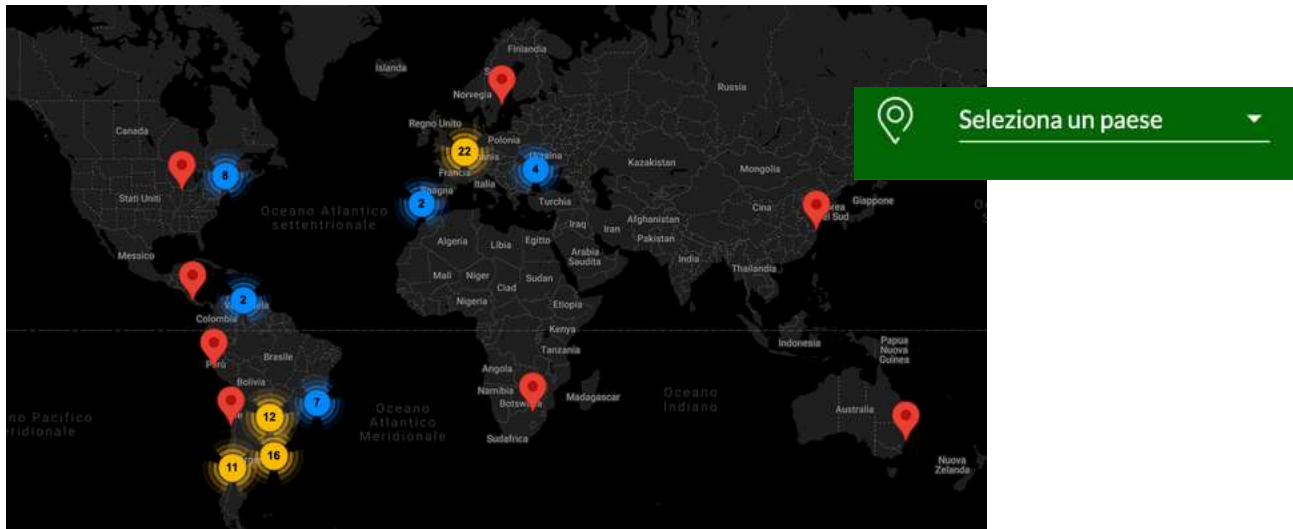 Finlandia
Islanda
Russia
Norvegia
Seleziona un paese
Regno Unito
Canada
Polonia
22
Ucraina
4
Francia
Kazakistan
Mongolia
8
Italia
Spagna
Stati Uniti
2
Turchia
Cina
Giappone
Oceano Atlantico
settentrionale
Iraq
Iran
Afghanistan
Pakistan
Algeria
Libia
Egitto
Arabia
Saudita
Messico
India
Thailandia
Mali
Niger
Ciad
Sudan
2
Nigeria
Etiopia
Colombia
Kenya
Perù
Brasile
Tanzania
Indonesia
Papua
Nuova
Guinea
Bolivia
Angola
Namibia
Botswana
Madagascar
Oceano
Indiano
7
12
Oceano
Atlantico
Meridionale
Australia
Sudafrica
11
16
Nuova
Zelanda